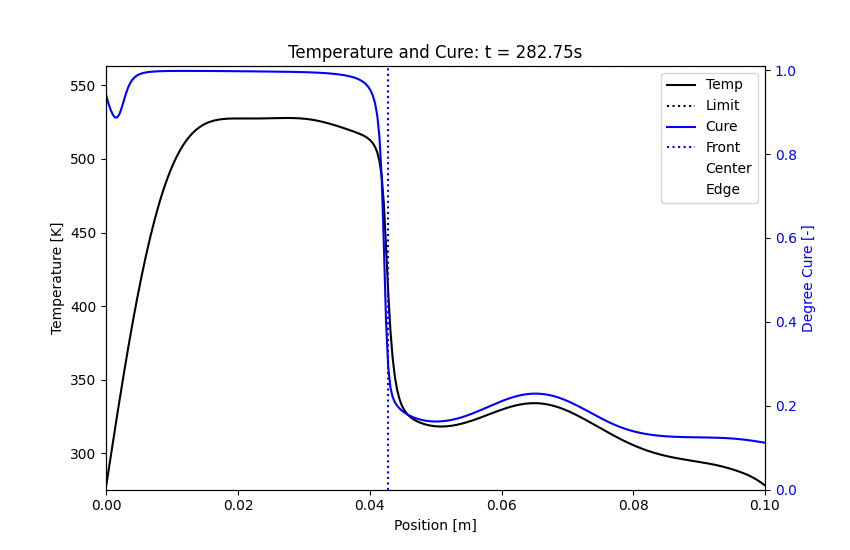 Temperature and Cure: t = 282.75s
Temperature [K]
550
500
450
400
350
300
Temp
Limit
Cure
Front
Center
Edge
1.0
0.8
0.6
0.4
0.2
0.0
Degree Cure [-]
0.00
0.02
0.04
0.06
0.08
0.10
Position [m]